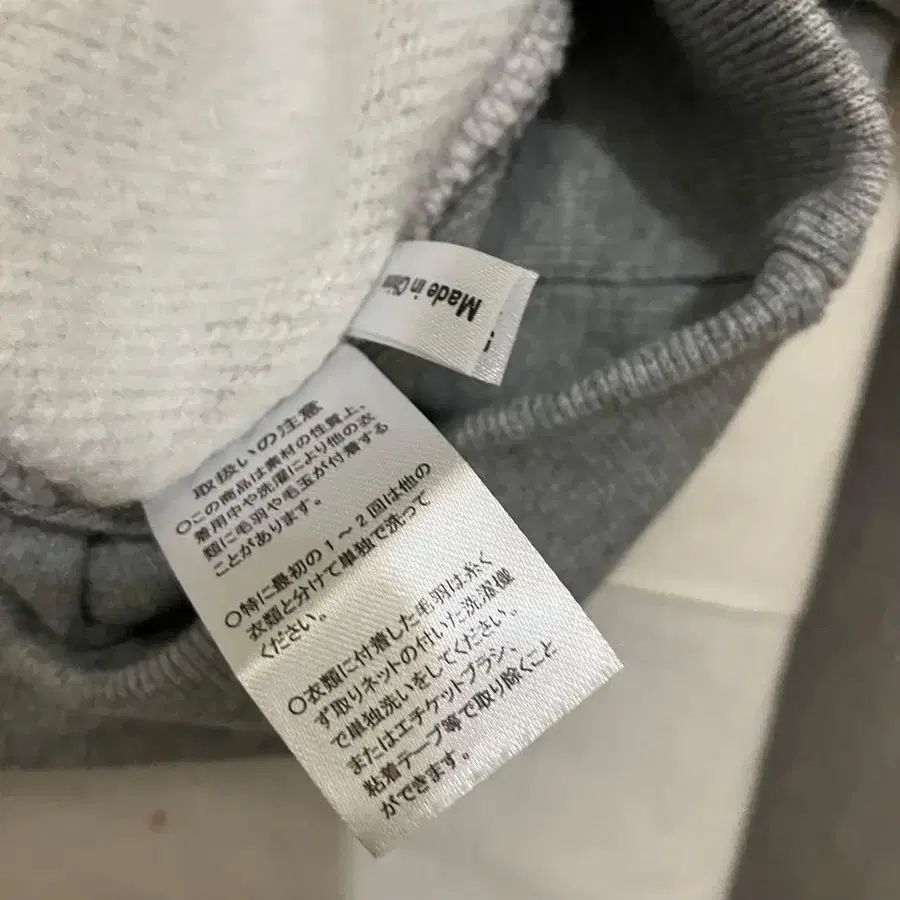 Made in
取扱いの注意
○この商品は素材の性質上、
着用中や洗濯により他の衣
類に毛羽や毛玉が付着する
ことがあります。
○特に最初の1～2回は他の
衣類と分けて単独で洗って
ください。
○衣類に付着した毛羽は糸く
ず取りネットの付いた洗濯機
で単独洗いをしてください。
またはエチケットブラシ、
粘着テープ等で取り除くこと
ができます。